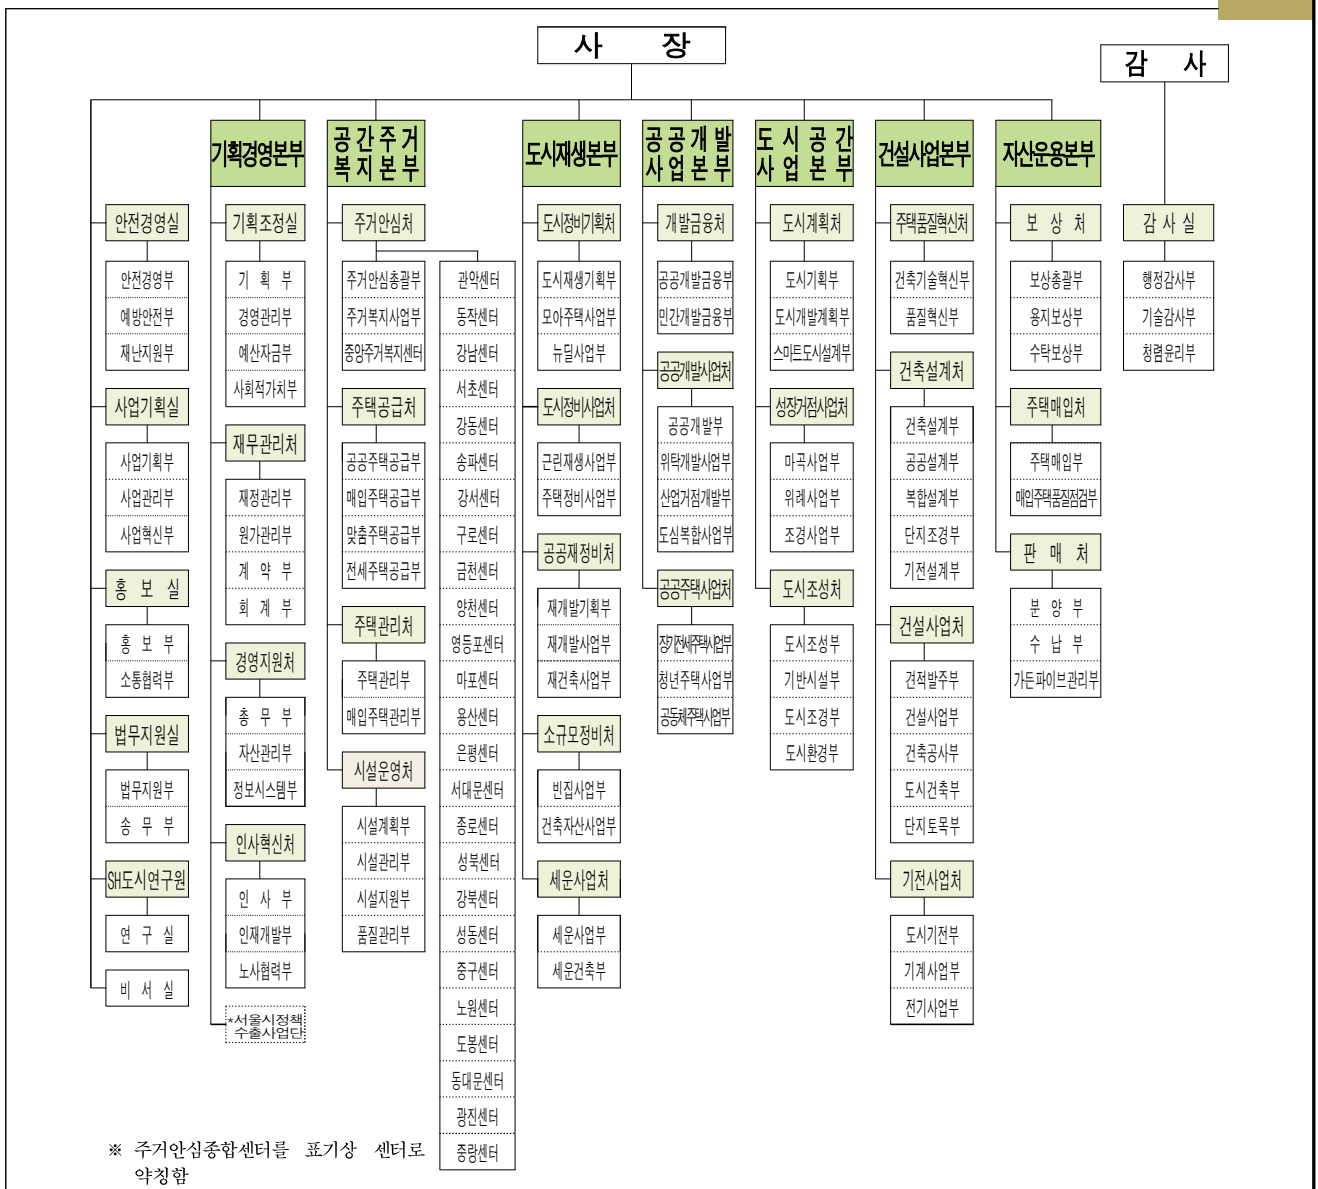 사 장
감 사
기획경영본부
공간주거
복지본부
도시재생본부
공공개발
사업본부
도시공간
사업본부
건설사업본부
자산운용본부
안전경영실
안전경영부
예방안전부
재난지원부
사업기획실
사업기획부
사업관리부
사업혁신부
홍 보 실
홍 보 부
소통협력부
법무지원실
법무지원부
송 무 부
SH도시연구원
연 구 실
비 서 실
기획조정실
기 획 부
경영관리부
예산자금부
사회적가치부
재무관리처
재정관리부
원가관리부
계 약 부
회 계 부
경영지원처
총 무 부
자산관리부
정보시스템부
인사혁신처
인 사 부
인재개발부
노사협력부
*서울시정책
수출사업단
주거안심처
주거안심총괄부
주거복지사업부
중앙주거복지센터
주택공급처
공공주택공급부
매입주택공급부
맞춤주택공급부
전세주택공급부
주택관리처
주택관리부
매입주택관리부
시설운영처
시설계획부
시설관리부
시설지원부
품질관리부
관악센터
동작센터
강남센터
서초센터
강동센터
송파센터
강서센터
구로센터
금천센터
양천센터
영등포센터
마포센터
용산센터
은평센터
서대문센터
종로센터
성북센터
강북센터
성동센터
중구센터
노원센터
도봉센터
동대문센터
광진센터
중랑센터
도시정비기획처
도시재생기획부
모아주택사업부
뉴딜사업부
도시정비사업처
근린재생사업부
주택정비사업부
공공재정비처
재개발기획부
재개발사업부
재건축사업부
소규모정비처
빈집사업부
건축자산사업부
세운사업처
세운사업부
세운건축부
개발금융처
공공개발금융부
민간개발금융부
공공개발사업처
공공개발부
위탁개발사업부
산업거점개발부
도심복합사업부
공공주택사업처
장기전세주택사업부
청년주택사업부
공동체주택사업부
도시계획처
도시기획부
도시개발계획부
스마트도시설계부
성장거점사업처
마곡사업부
위례사업부
조경사업부
도시조성처
도시조성부
기반시설부
도시조경부
도시환경부
주택품질혁신처
건축기술혁신부
품질혁신부
건축설계처
건축설계부
공공설계부
복합설계부
단지조경부
기전설계부
건설사업처
견적발주부
건설사업부
건축공사부
도시건축부
단지토목부
기전사업처
도시기전부
기계사업부
전기사업부
보 상 처
보상총괄부
용지보상부
수탁보상부
주택매입처
주택매입부
매입주택품질점검부
판 매 처
분 양 부
수 납 부
가든파이브관리부
감 사 실
행정감사부
기술감사부
청렴윤리부
※ 주거안심종합센터를 표기상 센터로
약칭함